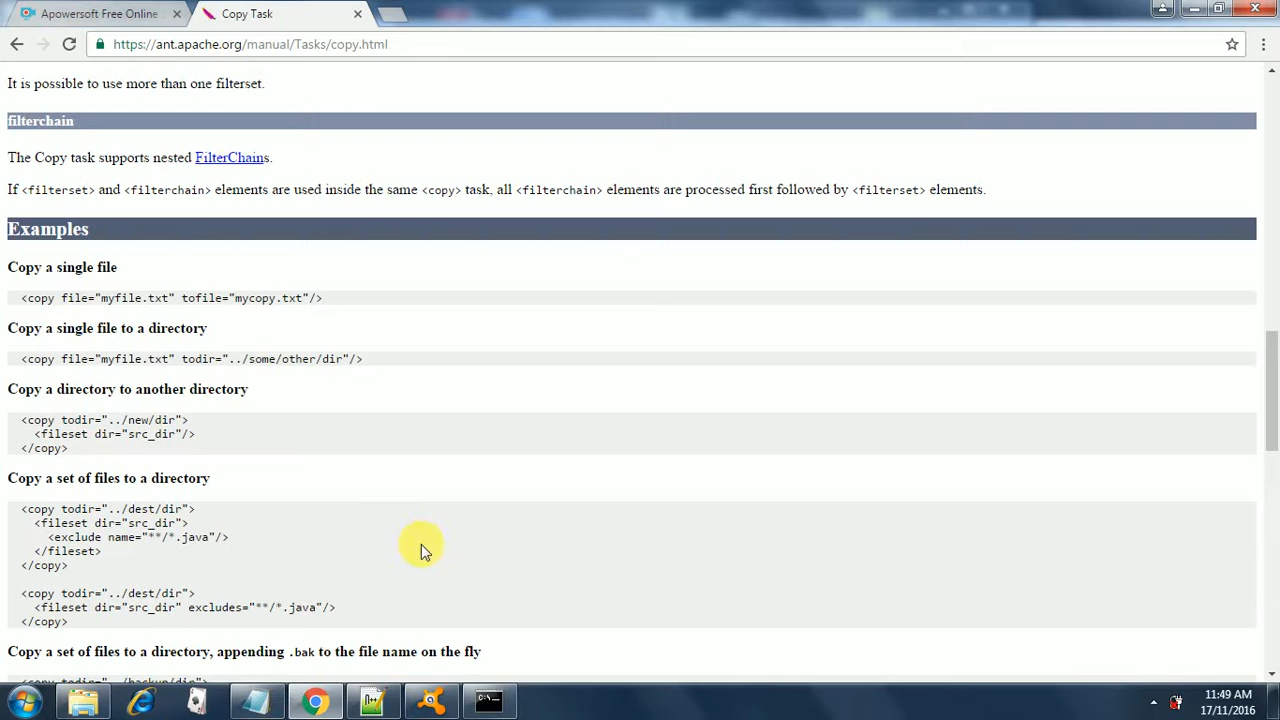 Apowersoft Free Online
Copy Task
https://ant.apache.org/manual/Tasks/copy.html
It is possible to use more than one filterset.
filterchain
The Copy task supports nested FilterChains.
If <filterset> and <filterchain> elements are used inside the same <copy> task, all <filterchain> elements are processed first followed by <filterset> elements.
Examples
Copy a single file
<copy file="myfile.txt" tofile="mycopy.txt"/>
Copy a single file to a directory
<copy file="myfile.txt" todir="../some/other/dir"/>
Copy a directory to another directory
<copy todir="../new/dir">
<fileset dir="src_dir"/>
</copy>
Copy a set of files to a directory
<copy todir="../dest/dir">
<fileset dir="src_dir">
<exclude name="**/*.java"/>
</fileset>
</copy>
<copy todir="../dest/dir">
<fileset dir="src_dir" excludes="**/*.java"/>
</copy>
Copy a set of files to a directory, appending .bak to the file name on the fly
<copy todir="../backup/dir">
11:49 AM
17/11/2016